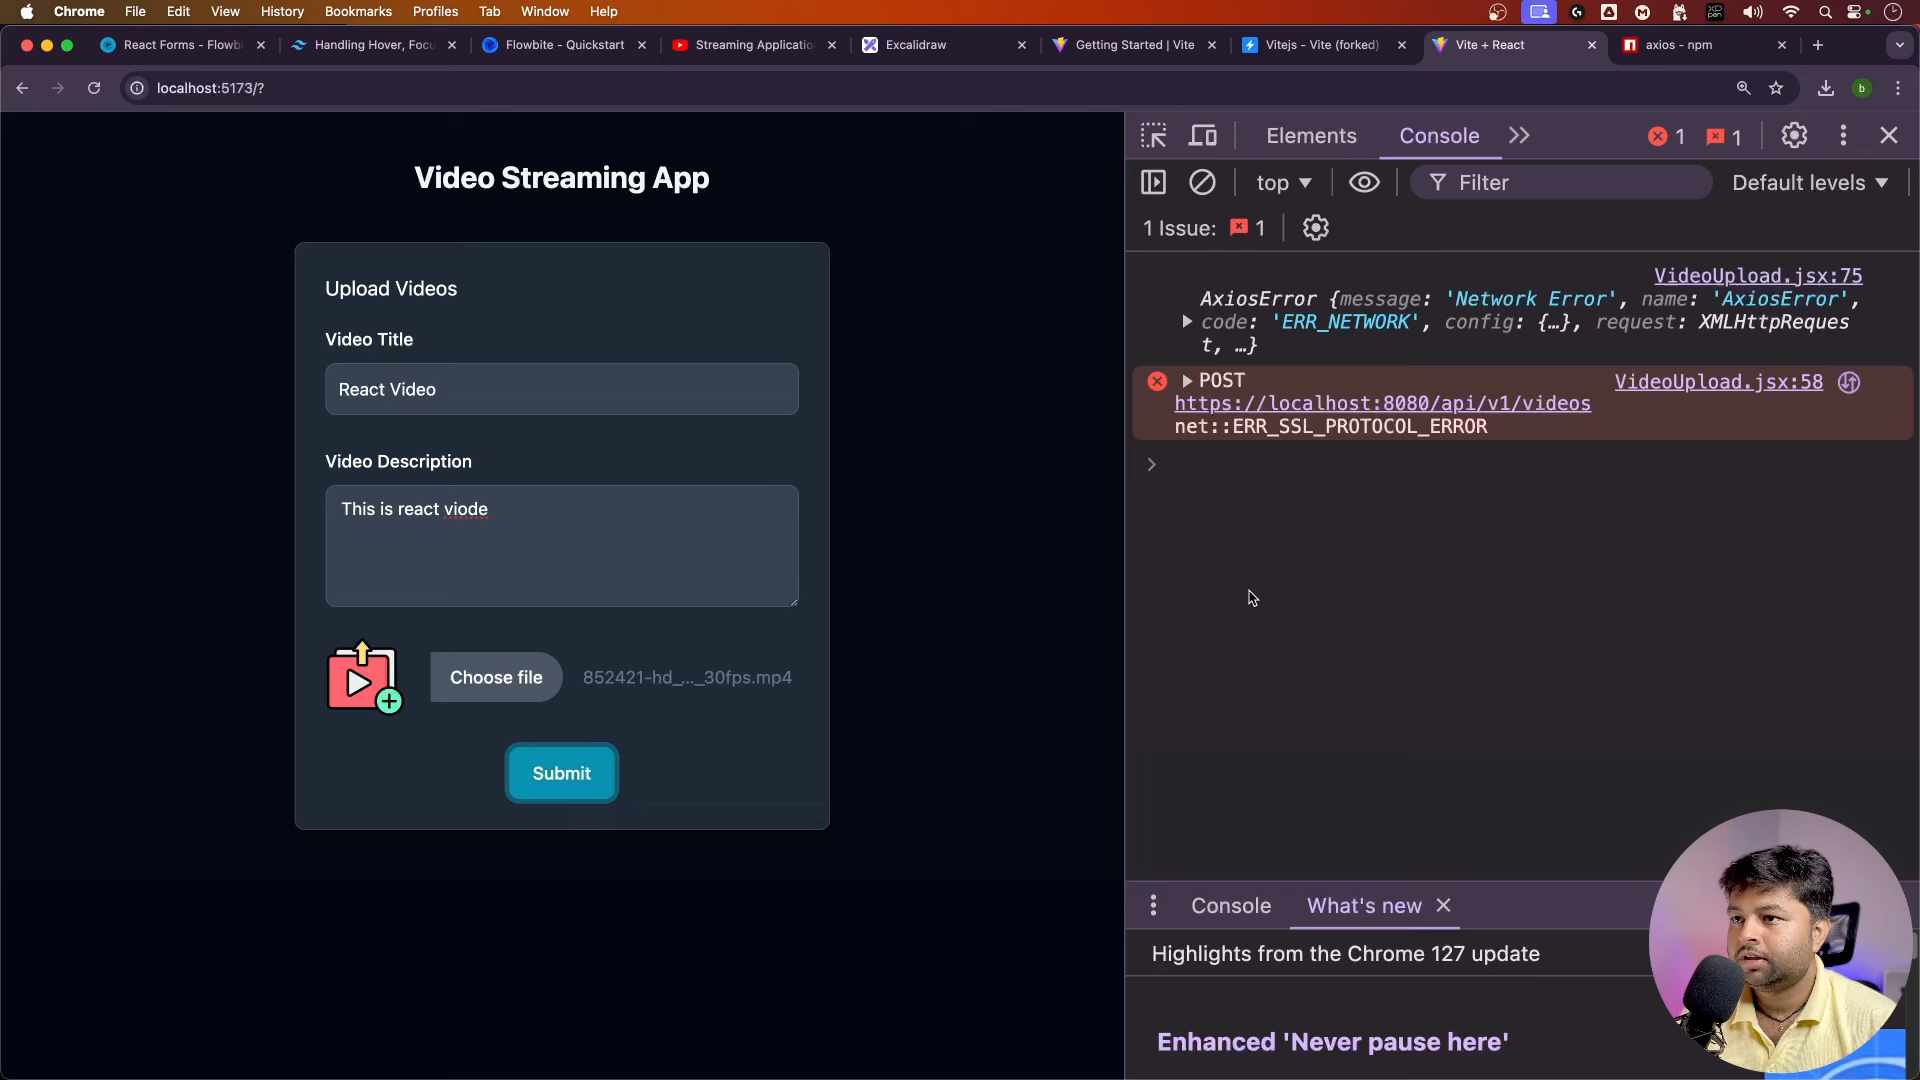 Chrome File Edit View History Bookmarks Profiles Tab Window Help
React Forms - Flowbi
Handling Hover, Focu
Flowbite - Quickstart
Streaming Applicatio
Excalidraw
Getting Started | Vite
Vitejs - Vite (forked)
Vite + React
axios - npm
localhost:5173/?
b
Video Streaming App
Upload Videos
Video Title
React Video
Video Description
This is react viode
Choose file 852421-hd_..._30fps.mp4
Submit
Elements Console 1 1
top Filter Default levels
1 Issue: 1
VideoUpload.jsx:75
AxiosError {message: 'Network Error', name: 'AxiosError',
code: 'ERR_NETWORK', config: {…}, request: XMLHttpReques
t, …}
POST VideoUpload.jsx:58
https://localhost:8080/api/v1/videos
net::ERR_SSL_PROTOCOL_ERROR
Console What's new
Highlights from the Chrome 127 update
Enhanced 'Never pause here'